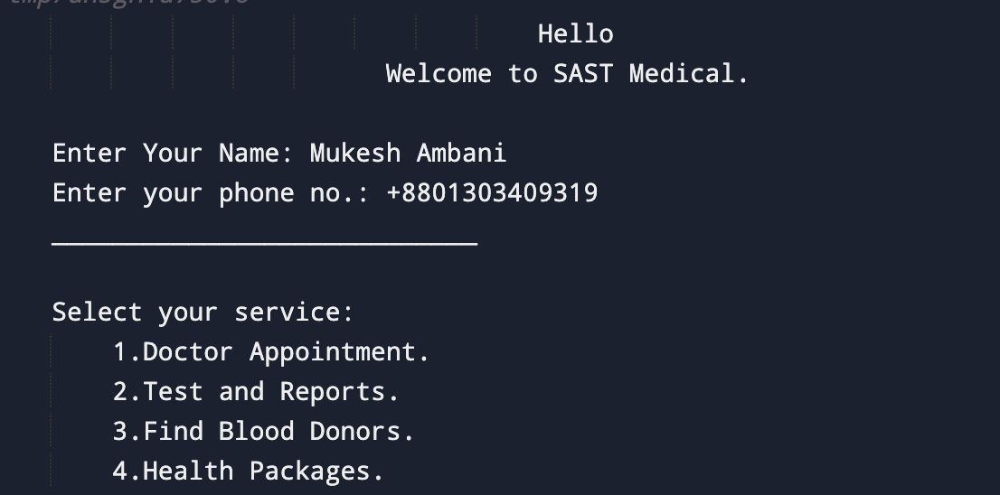 Hello
Welcome to SAST Medical.
Enter Your Name: Mukesh Ambani
Enter your phone no.: +8801303409319
____________________________
Select your service:
1.Doctor Appointment.
2.Test and Reports.
3.Find Blood Donors.
4.Health Packages.